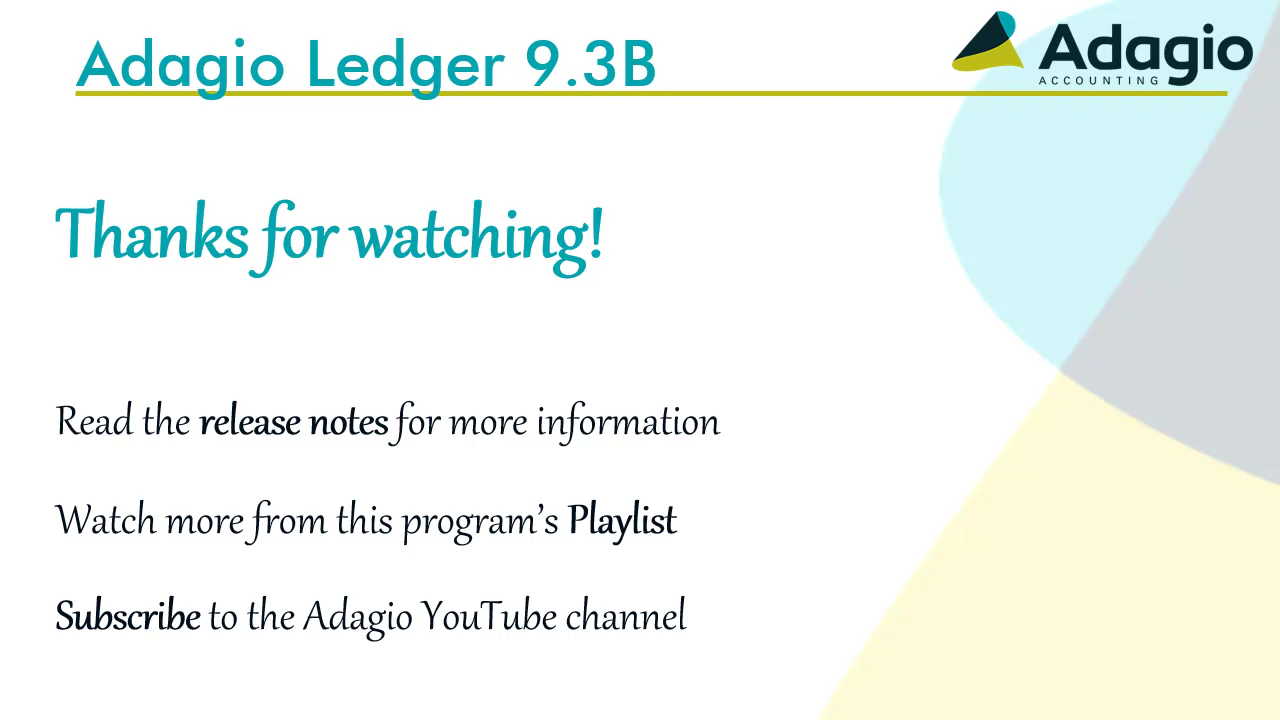 Adagio Ledger 9.3B
Adagio
ACCOUNTING
Thanks for watching!
Read the release notes for more information
Watch more from this program’s Playlist
Subscribe to the Adagio YouTube channel